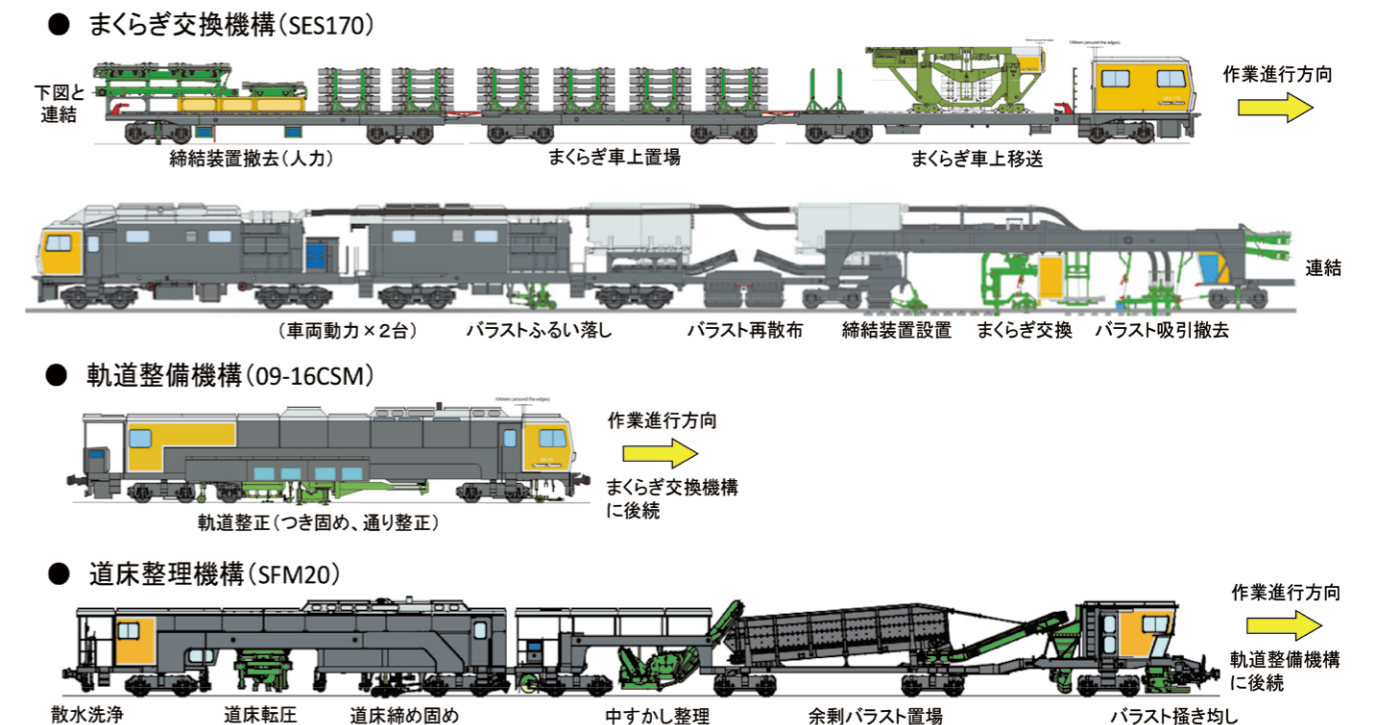 ● まくらぎ交換機構(SES170)
下図と
連結
作業進行方向
締結装置撤去(人力)
まくらぎ車上置場
まくらぎ車上移送
連結
(車両動力×2台)
バラストふるい落し
バラスト再散布
締結装置設置
まくらぎ交換
バラスト吸引撤去
● 軌道整備機構(09-16CSM)
作業進行方向
まくらぎ交換機構
に後続
軌道整正(つき固め、通り整正)
● 道床整理機構(SFM20)
作業進行方向
軌道整備機構
に後続
散水洗浄
道床転圧
道床締め固め
中すかし整理
余剰バラスト置場
バラスト掻き均し